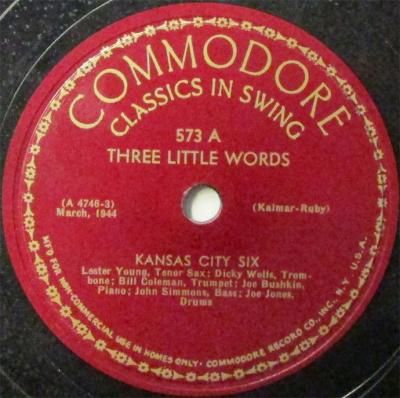 COMMODORE
CLASSICS IN SWING
573 A
THREE LITTLE WORDS
(A 4746-3)
March, 1944
(Kalmar-Ruby)
KANSAS CITY SIX
Lester Young, Tenor Sax; Dicky Wells, Trom-
bone; Bill Coleman, Trumpet; Joe Bushkin,
Piano; John Simmons, Bass; Joe Jones,
Drums
MF'D FOR NON-COMMERCIAL USE IN HOMES ONLY · COMMODORE RECORD CO., INC., N.Y. U.S.A.